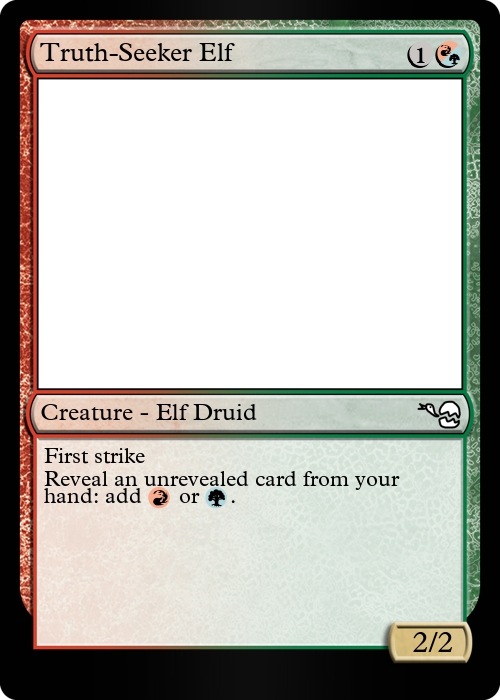 Truth-Seeker Elf 1
Creature - Elf Druid
First strike
Reveal an unrevealed card from your
hand: add or .
2/2